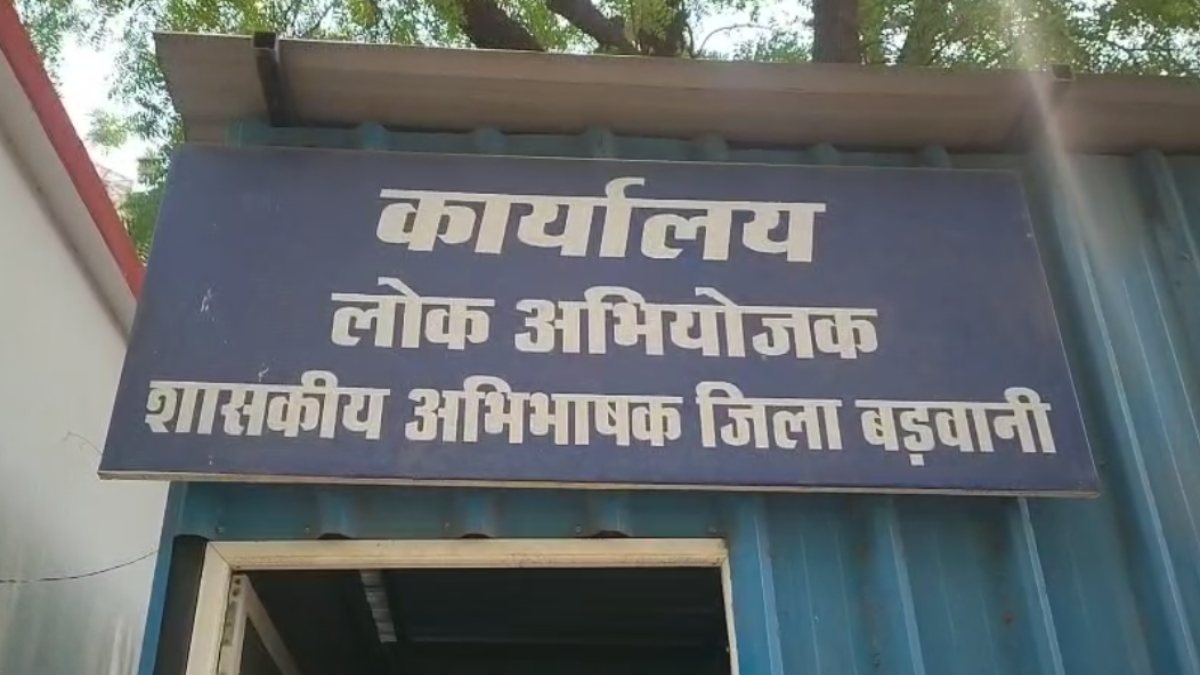 कार्यालय
लोक अभियोजक
शासकीय अभिभाषक जिला बड़वानी